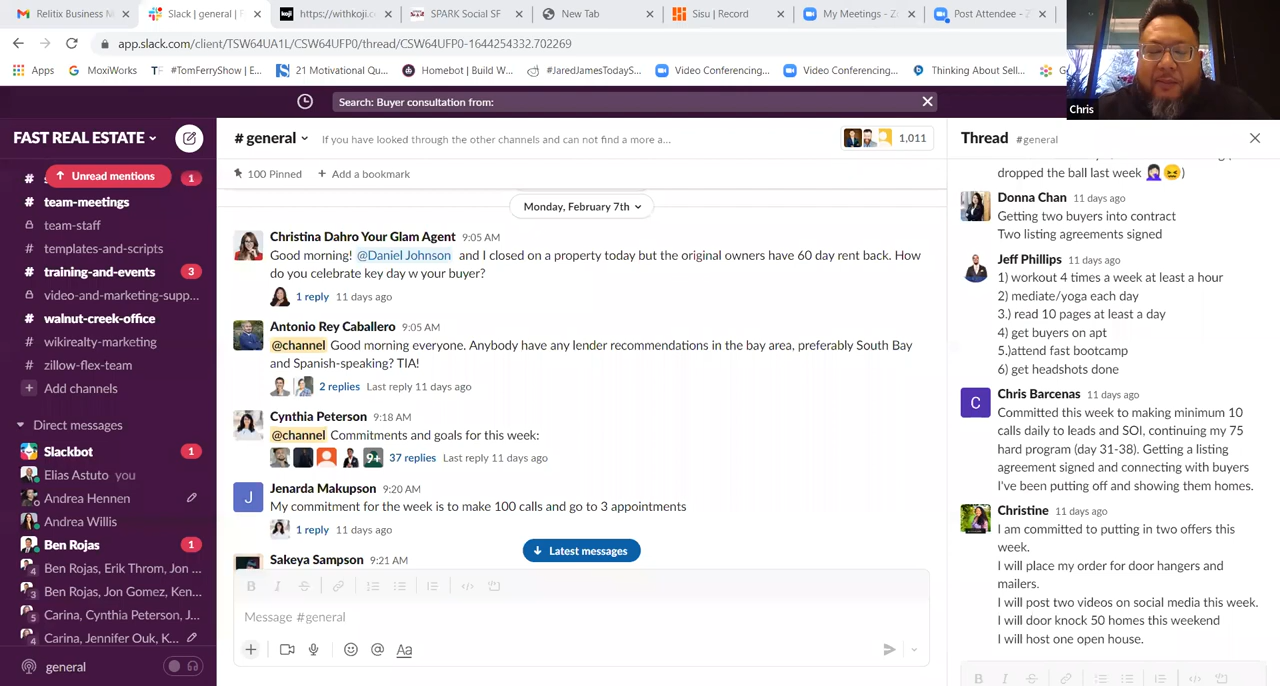 Relitix Business M
Slack | general | F
https://withkoji.c
SPARK Social SF
New Tab
Sisu | Record
My Meetings - Zo
Post Attendee - Z
app.slack.com/client/TSW64UA1L/CSW64UFP0/thread/CSW64UFP0-1644254332.702269
Apps
MoxiWorks
#TomFerryShow | E...
21 Motivational Qu...
Homebot | Build W...
#JaredJamesTodayS...
Video Conferencing...
Video Conferencing...
Thinking About Sell...
Chris
Search: Buyer consultation from:
FAST REAL ESTATE
Unread mentions
1
team-meetings
team-staff
templates-and-scripts
training-and-events
3
video-and-marketing-supp...
walnut-creek-office
wikirealty-marketing
zillow-flex-team
Add channels
Direct messages
Slackbot
1
Elias Astuto you
Andrea Hennen
Andrea Willis
Ben Rojas
1
4 Ben Rojas, Erik Throm, Jon ...
3 Ben Rojas, Jon Gomez, Ken...
5 Carina, Cynthia Peterson, J...
4 Carina, Jennifer Ouk, K...
general
# general
If you have looked through the other channels and can not find a more a...
1,011
100 Pinned
+ Add a bookmark
Monday, February 7th
Christina Dahro Your Glam Agent 9:05 AM
Good morning! @Daniel Johnson and I closed on a property today but the original owners have 60 day rent back. How
do you celebrate key day w your buyer?
1 reply 11 days ago
Antonio Rey Caballero 9:05 AM
@channel Good morning everyone. Anybody have any lender recommendations in the bay area, preferably South Bay
and Spanish-speaking? TIA!
2 replies Last reply 11 days ago
Cynthia Peterson 9:18 AM
@channel Commitments and goals for this week:
9+ 37 replies Last reply 11 days ago
J
Jenarda Makupson 9:20 AM
My commitment for the week is to make 100 calls and go to 3 appointments
1 reply 11 days ago
Sakeya Sampson 9:21 AM
Latest messages
B I S
Message #general
+ @ Aa
Thread #general
dropped the ball last week 🤦🏻‍♀️😖)
Donna Chan 11 days ago
Getting two buyers into contract
Two listing agreements signed
Jeff Phillips 11 days ago
1) workout 4 times a week at least a hour
2) mediate/yoga each day
3.) read 10 pages at least a day
4) get buyers on apt
5.)attend fast bootcamp
6) get headshots done
C
Chris Barcenas 11 days ago
Committed this week to making minimum 10
calls daily to leads and SOI, continuing my 75
hard program (day 31-38). Getting a listing
agreement signed and connecting with buyers
I've been putting off and showing them homes.
Christine 11 days ago
I am committed to putting in two offers this
week.
I will place my order for door hangers and
mailers.
I will post two videos on social media this week.
I will door knock 50 homes this weekend
I will host one open house.
B I S